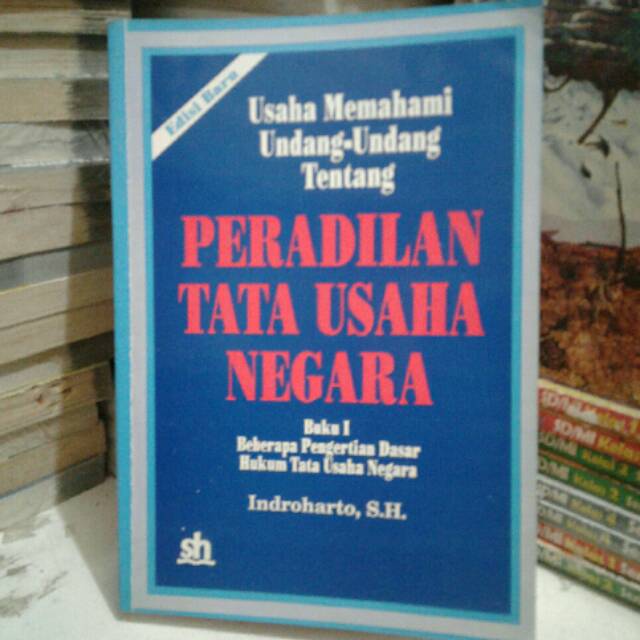 Edisi Baru
Usaha Memahami
Undang-Undang
Tentang
PERADILAN
TATA USAHA
NEGARA
Buku I
Beberapa Pengertian Dasar
Hukum Tata Usaha Negara
Indroharto, S.H.
sh